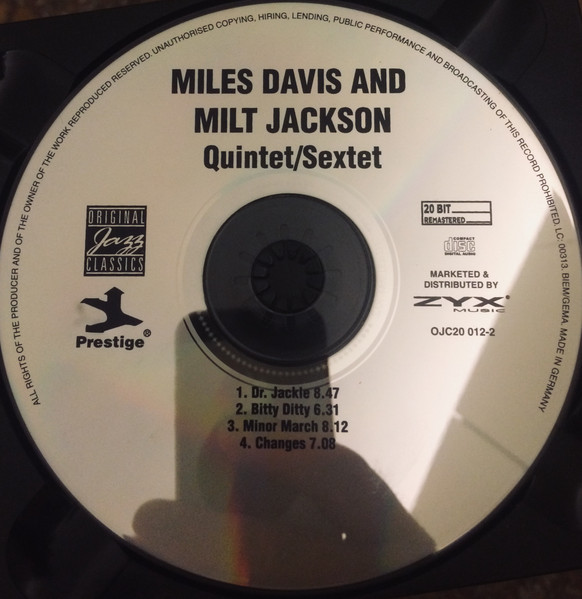 ALL RIGHTS OF THE PRODUCER AND OF THE OWNER OF THE WORK REPRODUCED RESERVED. UNAUTHORISED COPYING, HIRING, LENDING, PUBLIC PERFORMANCE AND BROADCASTING OF THIS RECORD PROHIBITED. LC: 00313. BIEM/GEMA. MADE IN GERMANY
MILES DAVIS AND
MILT JACKSON
Quintet/Sextet
ORIGINAL
Jazz
CLASSICS
Prestige®
20 BIT
REMASTERED
COMPACT
disc
DIGITAL AUDIO
MARKETED &
DISTRIBUTED BY
ZYX®
MUSIC
OJC20 012-2
1. Dr. Jackle 8.47
2. Bitty Ditty 6.31
3. Minor March 8.12
4. Changes 7.08